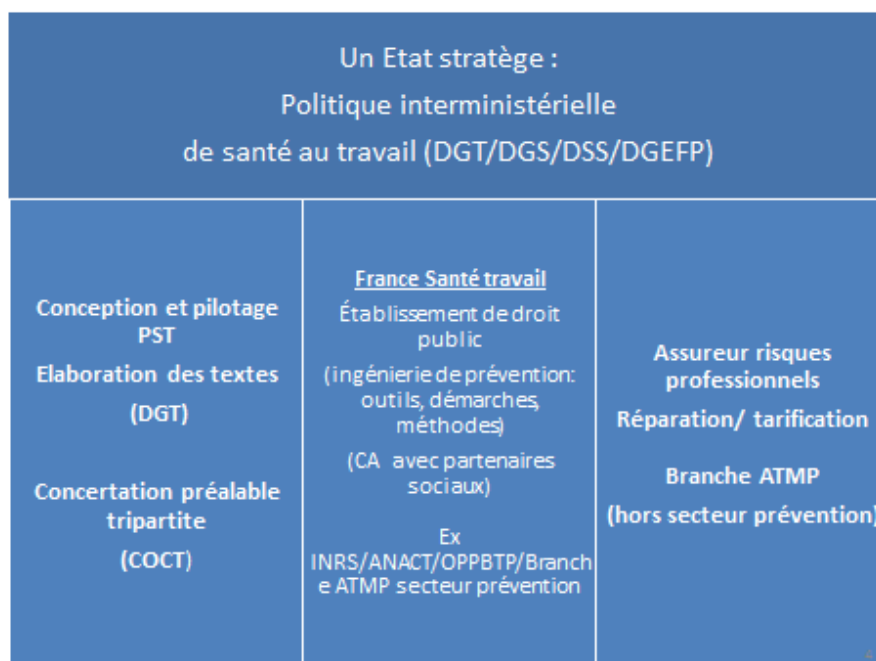 Un Etat stratège :
Politique interministérielle
de santé au travail (DGT/DGS/DSS/DGEFP)
Conception et pilotage
PST
Elaboration des textes
(DGT)
Concertation préalable
tripartite
(COCT)
France Santé travail
Établissement de droit
public
(ingénierie de prévention:
outils, démarches,
méthodes)
(CA avec partenaires
sociaux)
Ex
INRS/ANACT/OPPBTP/Branch
e ATMP secteur prévention
Assureur risques
professionnels
Réparation/ tarification
Branche ATMP
(hors secteur prévention)
4